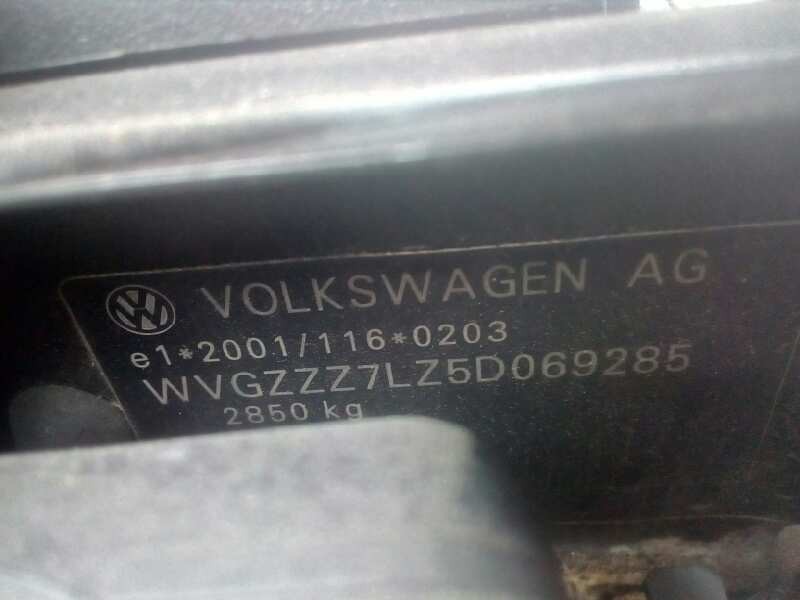 VOLKSWAGEN AG
e1*2001/116*0203
WVGZZZ7LZ5D069285
2850 kg